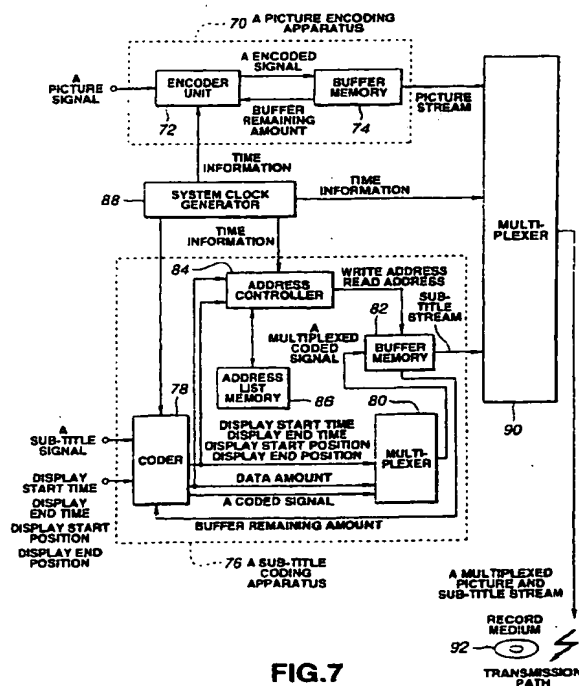 70 A PICTURE ENCODING
APPARATUS
A ENCODED SIGNAL
A
PICTURE
SIGNAL
ENCODER
UNIT
72
BUFFER
MEMORY
74
BUFFER
REMAINING
AMOUNT
PICTURE
STREAM
TIME
INFORMATION
88
SYSTEM CLOCK
GENERATOR
TIME
INFORMATION
MULTI-
PLEXER
90
TIME
INFORMATION
84
ADDRESS
CONTROLLER
WRITE ADDRESS
READ ADDRESS
SUB-
TITLE
STREAM
A
MULTIPLEXED
CODED
SIGNAL
82
BUFFER
MEMORY
ADDRESS
LIST
MEMORY
86
78
80
A
SUB-TITLE
SIGNAL
CODER
DISPLAY START TIME
DISPLAY END TIME
DISPLAY START POSITION
DISPLAY END POSITION
MULTI-
PLEXER
DISPLAY
START TIME
DISPLAY
END TIME
DISPLAY START
POSITION
DISPLAY END
POSITION
DATA AMOUNT
A CODED SIGNAL
BUFFER REMAINING AMOUNT
76 A SUB-TITLE
CODING
APPARATUS
A MULTIPLEXED
PICTURE AND
SUB-TITLE STREAM
RECORD
MEDIUM
92
TRANSMISSION
PATH
FIG.7